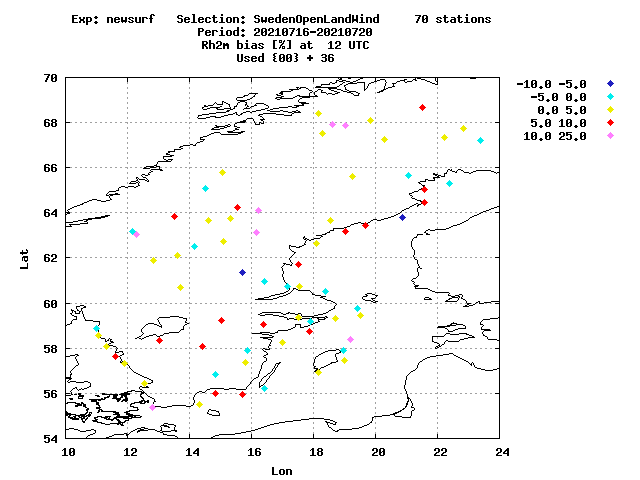 Exp: newsurf Selection: SwedenOpenLandWind 70 stations
Period: 20210716-20210720
Rh2m bias [%] at 12 UTC
Used {00} + 36
-10.0 -5.0
-5.0 0.0
0.0 5.0
5.0 10.0
10.0 25.0
70
68
66
64
62
60
58
56
54
Lat
10 12 14 16 18 20 22 24
Lon